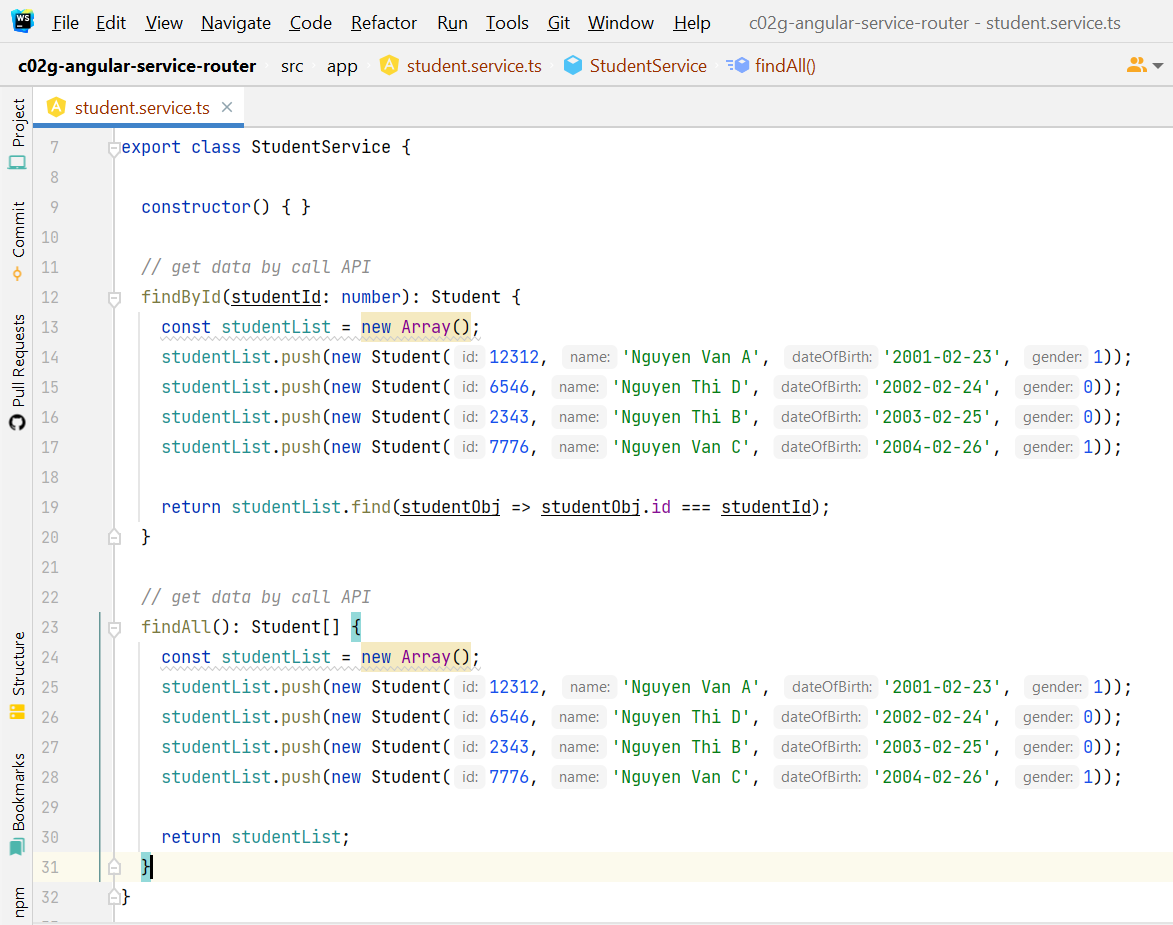 WS File Edit View Navigate Code Refactor Run Tools Git Window Help c02g-angular-service-router - student.service.ts
c02g-angular-service-router src app student.service.ts StudentService findAll()
student.service.ts
Project
Commit
Pull Requests
Structure
Bookmarks
npm
7 export class StudentService {
8
9 constructor() { }
10
11 // get data by call API
12 findById(studentId: number): Student {
13 const studentList = new Array();
14 studentList.push(new Student( id: 12312, name: 'Nguyen Van A', dateOfBirth: '2001-02-23', gender: 1));
15 studentList.push(new Student( id: 6546, name: 'Nguyen Thi D', dateOfBirth: '2002-02-24', gender: 0));
16 studentList.push(new Student( id: 2343, name: 'Nguyen Thi B', dateOfBirth: '2003-02-25', gender: 0));
17 studentList.push(new Student( id: 7776, name: 'Nguyen Van C', dateOfBirth: '2004-02-26', gender: 1));
18
19 return studentList.find(studentObj => studentObj.id === studentId);
20 }
21
22 // get data by call API
23 findAll(): Student[] {
24 const studentList = new Array();
25 studentList.push(new Student( id: 12312, name: 'Nguyen Van A', dateOfBirth: '2001-02-23', gender: 1));
26 studentList.push(new Student( id: 6546, name: 'Nguyen Thi D', dateOfBirth: '2002-02-24', gender: 0));
27 studentList.push(new Student( id: 2343, name: 'Nguyen Thi B', dateOfBirth: '2003-02-25', gender: 0));
28 studentList.push(new Student( id: 7776, name: 'Nguyen Van C', dateOfBirth: '2004-02-26', gender: 1));
29
30 return studentList;
31 }
32 }